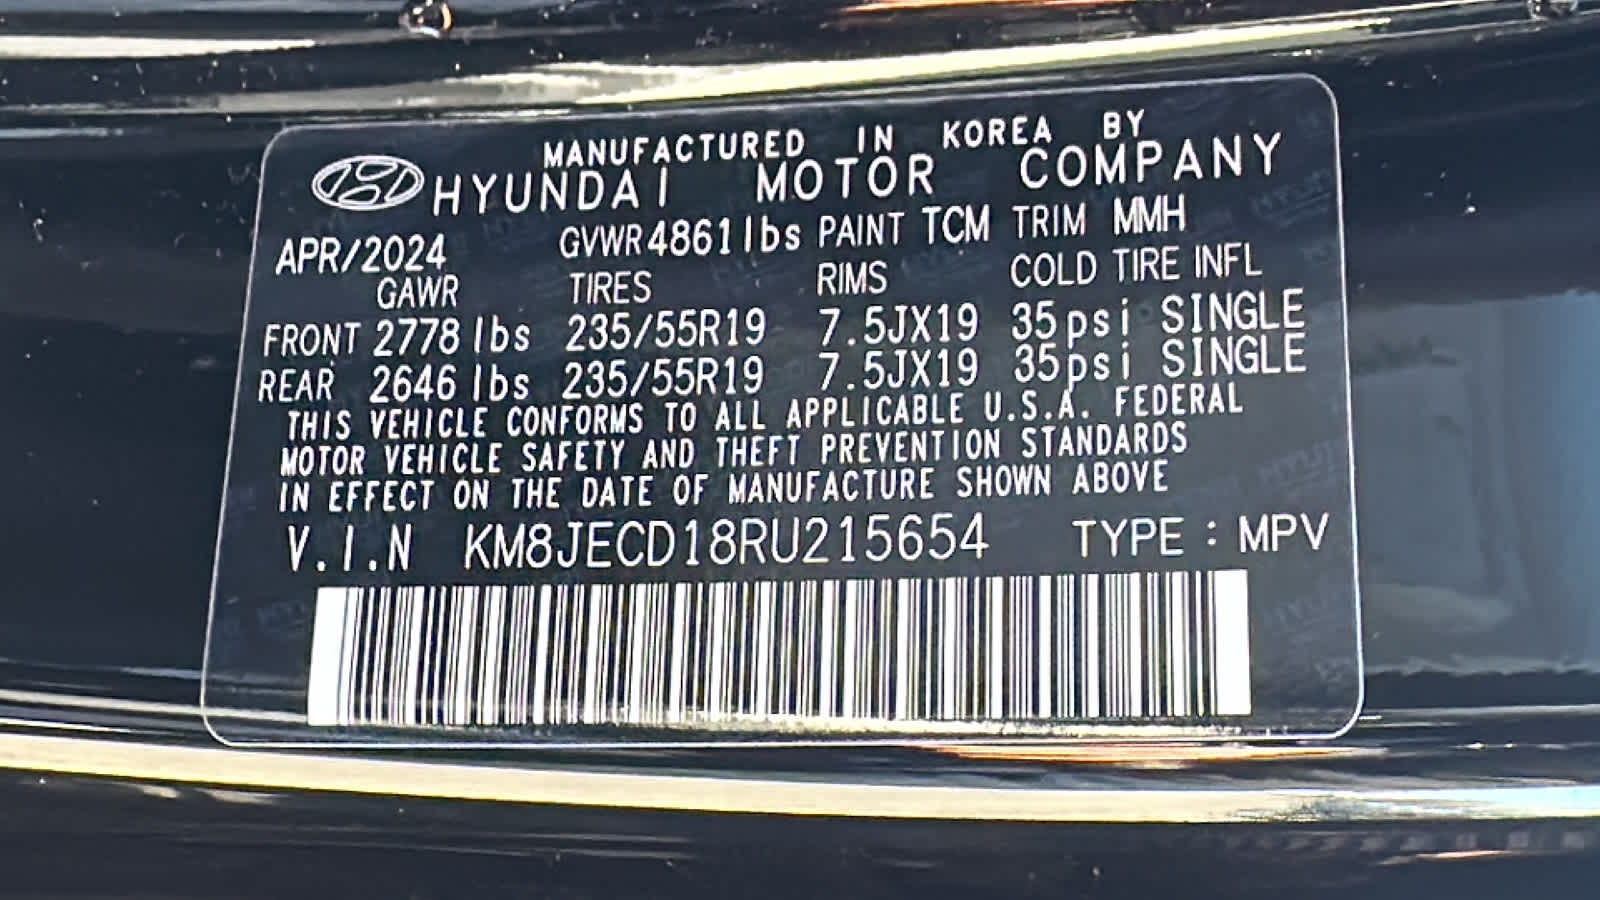 MANUFACTURED IN KOREA BY
HYUNDAI MOTOR COMPANY
APR/2024 GVWR 4861lbs PAINT TCM TRIM MMH
GAWR TIRES RIMS COLD TIRE INFL
FRONT 2778 lbs 235/55R19 7.5JX19 35psi SINGLE
REAR 2646 lbs 235/55R19 7.5JX19 35psi SINGLE
THIS VEHICLE CONFORMS TO ALL APPLICABLE U.S.A. FEDERAL
MOTOR VEHICLE SAFETY AND THEFT PREVENTION STANDARDS
IN EFFECT ON THE DATE OF MANUFACTURE SHOWN ABOVE
V.I.N KM8JECD18RU215654 TYPE : MPV